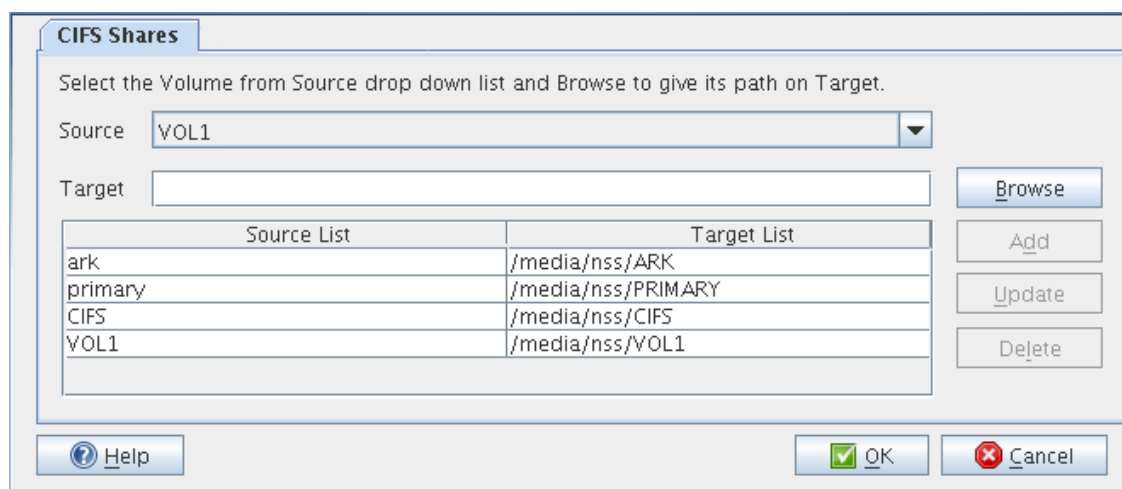 CIFS Shares
Select the Volume from Source drop down list and Browse to give its path on Target.
Source VOL1
Target Browse
Source List Target List
ark /media/nss/ARK
primary /media/nss/PRIMARY
CIFS /media/nss/CIFS
VOL1 /media/nss/VOL1
Add
Update
Delete
Help OK Cancel